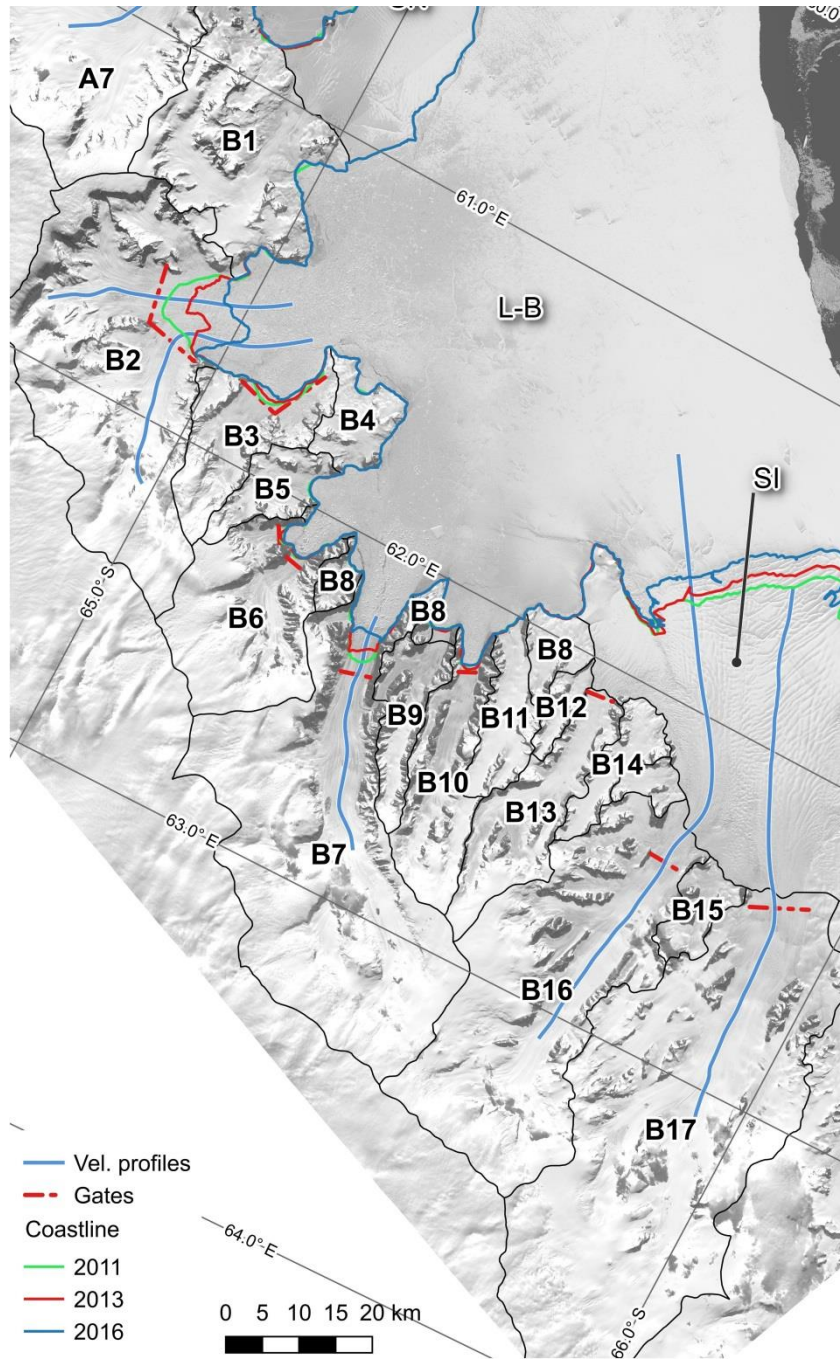 A7
B1
61.0° E
L-B
B2
B4
B3
B5
SI
62.0° E
65.0° S
B8
B8
B6
B8
B12
B9
B11
B14
B10
B13
63.0° E
B7
B15
B16
B17
Vel. profiles
Gates
Coastline
2011
64.0° E
2013
0 5 10 15 20 km
2016
66.0° S